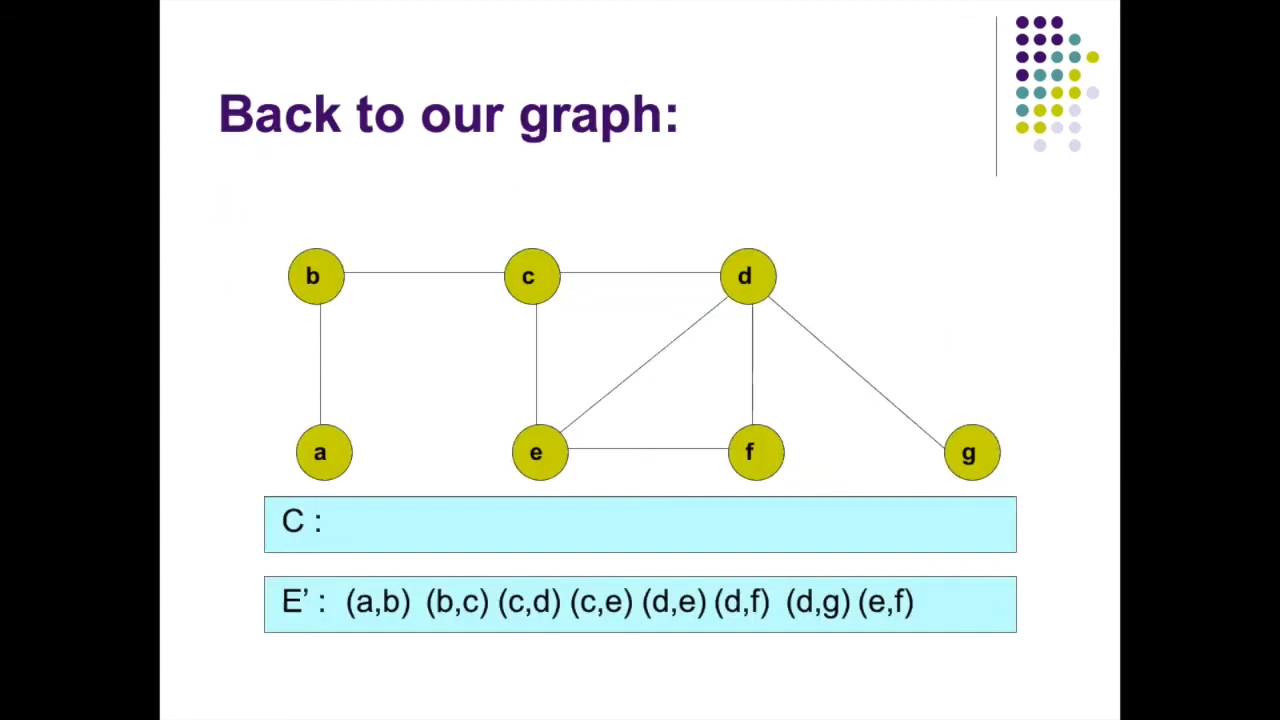 Back to our graph:
b c d
a e f g
C :
E’ : (a,b) (b,c) (c,d) (c,e) (d,e) (d,f) (d,g) (e,f)